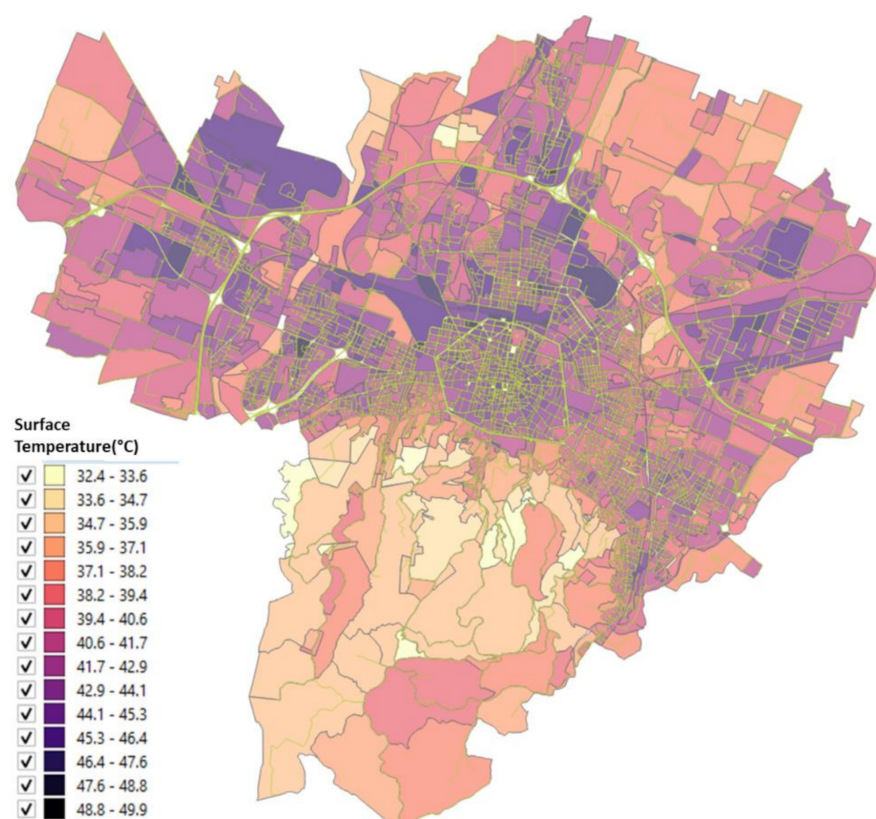 Surface
Temperature(°C)
32.4 - 33.6
33.6 - 34.7
34.7 - 35.9
35.9 - 37.1
37.1 - 38.2
38.2 - 39.4
39.4 - 40.6
40.6 - 41.7
41.7 - 42.9
42.9 - 44.1
44.1 - 45.3
45.3 - 46.4
46.4 - 47.6
47.6 - 48.8
48.8 - 49.9